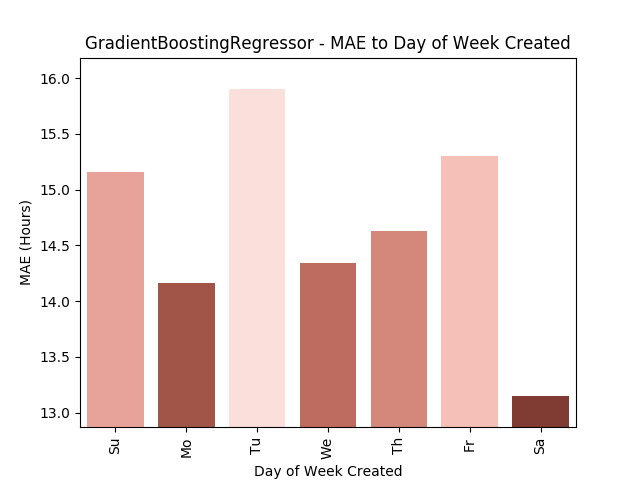 GradientBoostingRegressor - MAE to Day of Week Created
16.0
15.5
15.0
14.5
14.0
13.5
13.0
MAE (Hours)
Su Mo Tu We Th Fr Sa
Day of Week Created